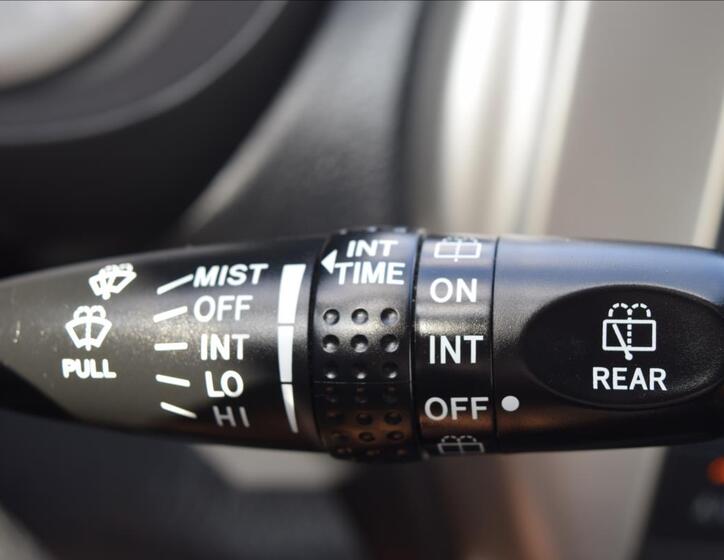 PULL
MIST
OFF
INT
LO
HI
INT
TIME
ON
INT
OFF
REAR